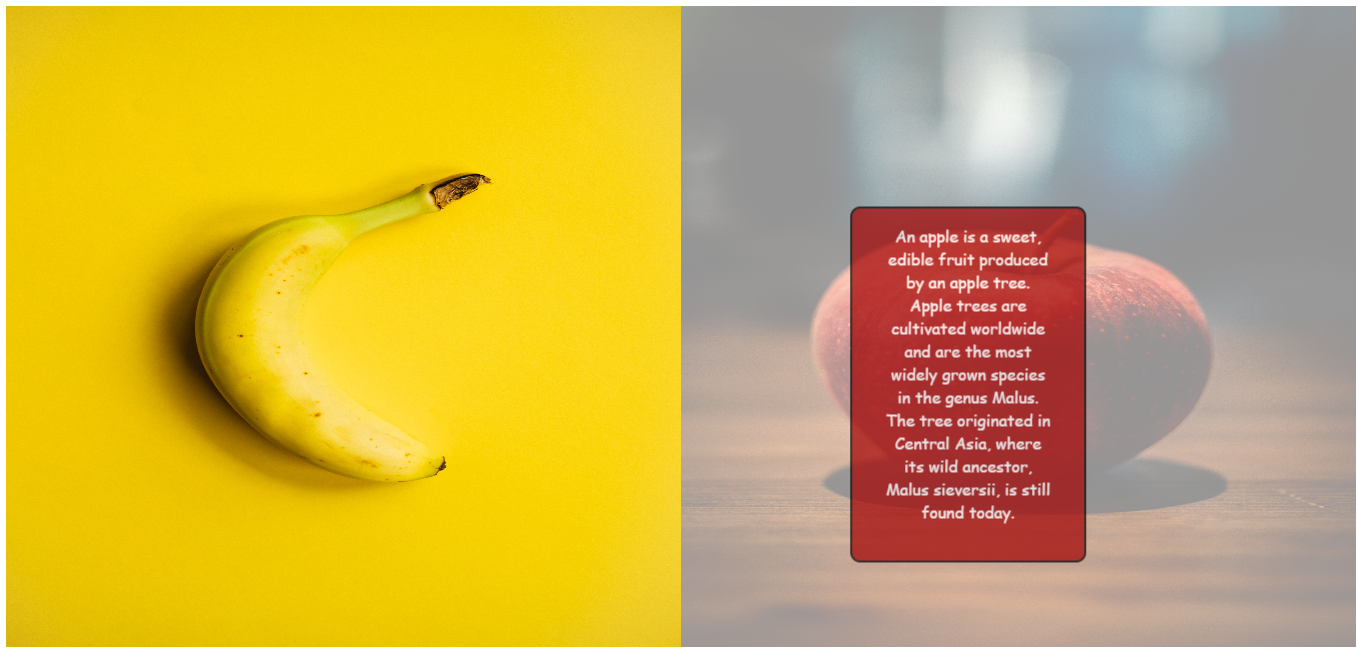 An apple is a sweet,
edible fruit produced
by an apple tree.
Apple trees are
cultivated worldwide
and are the most
widely grown species
in the genus Malus.
The tree originated in
Central Asia, where
its wild ancestor,
Malus sieversii, is still
found today.